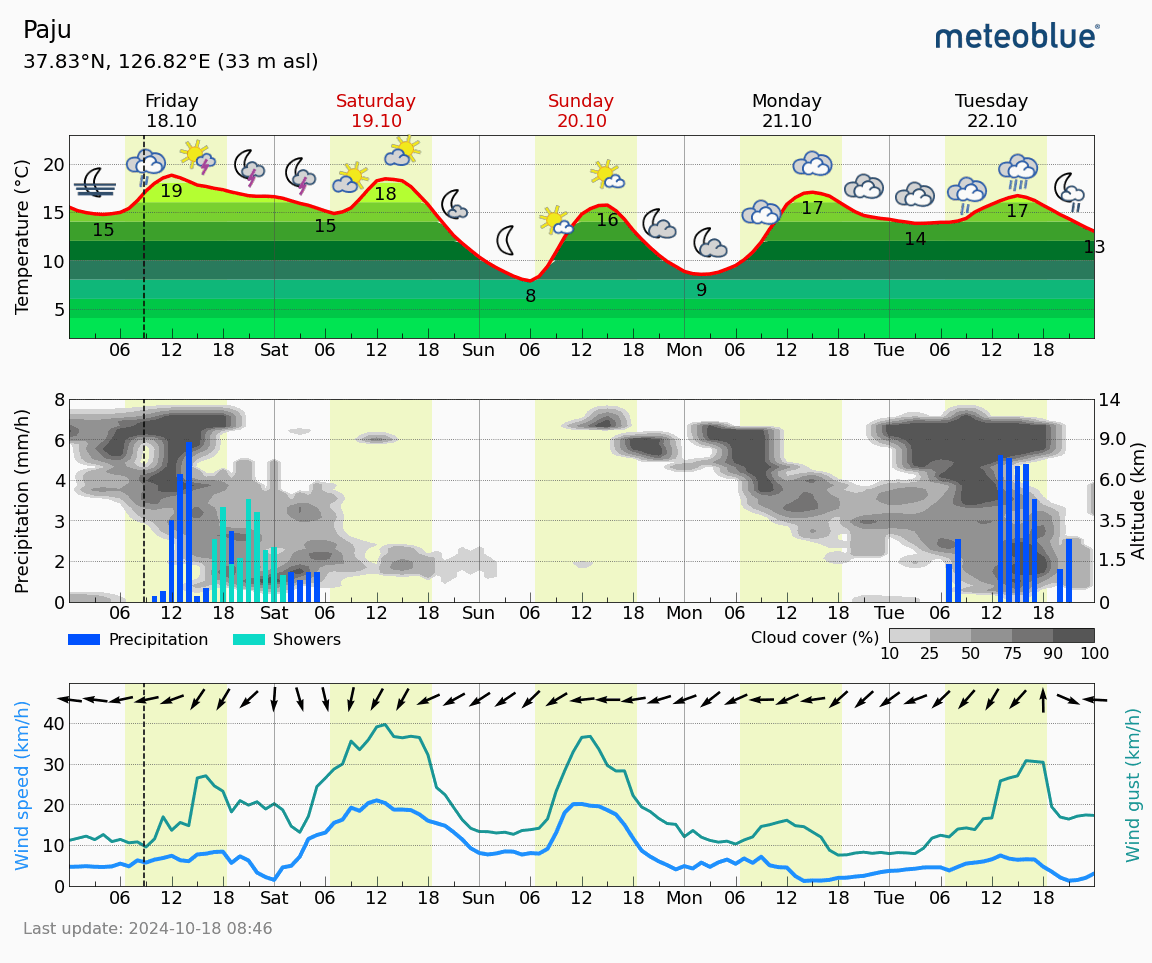 Paju
meteoblue
37.83°N, 126.82°E (33 m asl)
Friday Saturday Sunday Monday Tuesday
18.10 19.10 20.10 21.10 22.10
Temperature (°C)
20
15
10
5
19 18 16 17 17
15 15 8 9 14 13
06 12 18 Sat 06 12 18 Sun 06 12 18 Mon 06 12 18 Tue 06 12 18
Precipitation (mm/h)
8 14
6 9.0
4 6.0
3 3.5
2 1.5
0 0
Altitude (km)
06 12 18 Sat 06 12 18 Sun 06 12 18 Mon 06 12 18 Tue 06 12 18
Precipitation Showers
Cloud cover (%)
10 25 50 75 90 100
Wind speed (km/h)
40
30
20
10
0
Wind gust (km/h)
06 12 18 Sat 06 12 18 Sun 06 12 18 Mon 06 12 18 Tue 06 12 18
Last update: 2024-10-18 08:46